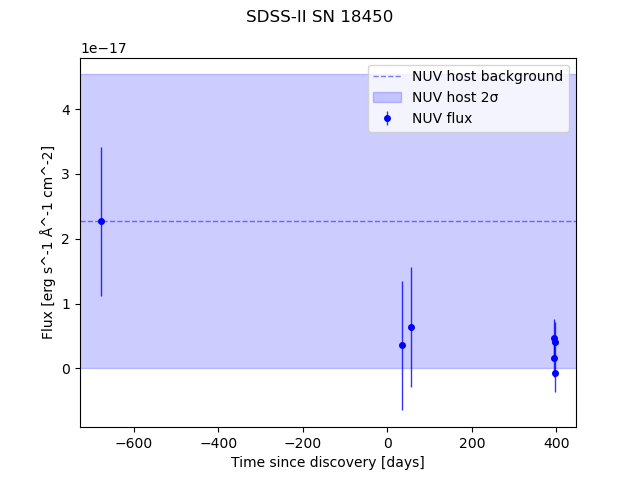 SDSS-II SN 18450
1e−17
NUV host background
NUV host 2σ
NUV flux
4
3
2
1
0
Flux [erg s^-1 Å^-1 cm^-2]
−600
−400
−200
0
200
400
Time since discovery [days]